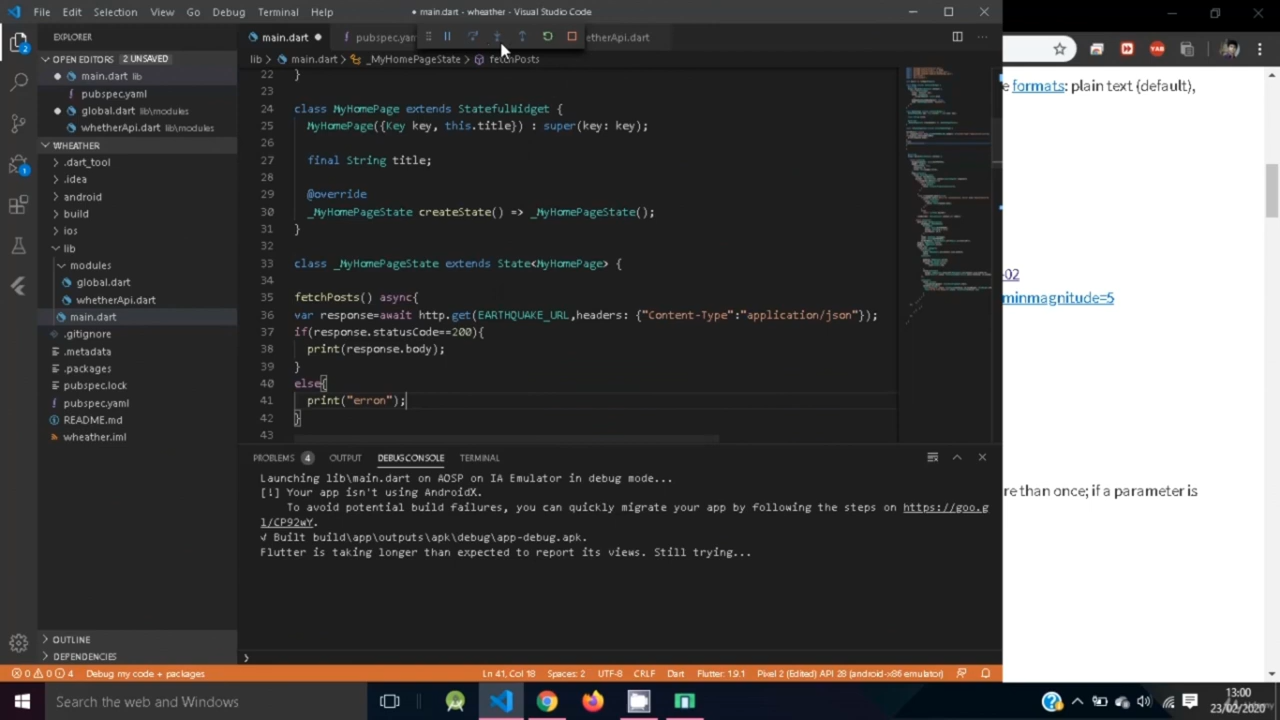 File Edit Selection View Go Debug Terminal Help
● main.dart - wheather - Visual Studio Code
EXPLORER
main.dart ●
OPEN EDITORS 2 UNSAVED
● main.dart lib
pubspec.yaml
● global.dart lib\modules
● whetherApi.dart lib\modules
WHEATHER
.dart_tool
.idea
android
build
ios
lib
modules
global.dart
whetherApi.dart
main.dart
.gitignore
.metadata
.packages
pubspec.lock
pubspec.yaml
README.md
wheather.iml
OUTLINE
DEPENDENCIES
lib > main.dart > _MyHomePageState > fetchPosts
22 }
23
24 class MyHomePage extends StatefulWidget {
25 MyHomePage({Key key, this.title}) : super(key: key);
26
27 final String title;
28
29 @override
30 _MyHomePageState createState() => _MyHomePageState();
31 }
32
33 class _MyHomePageState extends State<MyHomePage> {
34
35 fetchPosts() async{
36 var response=await http.get(EARTHQUAKE_URL,headers: {"Content-Type":"application/json"});
37 if(response.statusCode==200){
38 print(response.body);
39 }
40 else{
41 print("erron");
42 }
43
PROBLEMS 4 OUTPUT DEBUG CONSOLE TERMINAL
Launching lib\main.dart on AOSP on IA Emulator in debug mode...
[!] Your app isn't using AndroidX.
To avoid potential build failures, you can quickly migrate your app by following the steps on https://goo.g
l/CP92wY.
√ Built build\app\outputs\apk\debug\app-debug.apk.
Flutter is taking longer than expected to report its views. Still trying...
formats: plain text (default),
-02
minmagnitude=5
re than once; if a parameter is
0 0 4 Debug my code + packages
Ln 41, Col 18 Spaces: 2 UTF-8 CRLF Dart Flutter: 1.9.1 Pixel 2 (Edited) API 28 (android-x86 emulator)
Search the web and Windows
13:00
23/02/2020